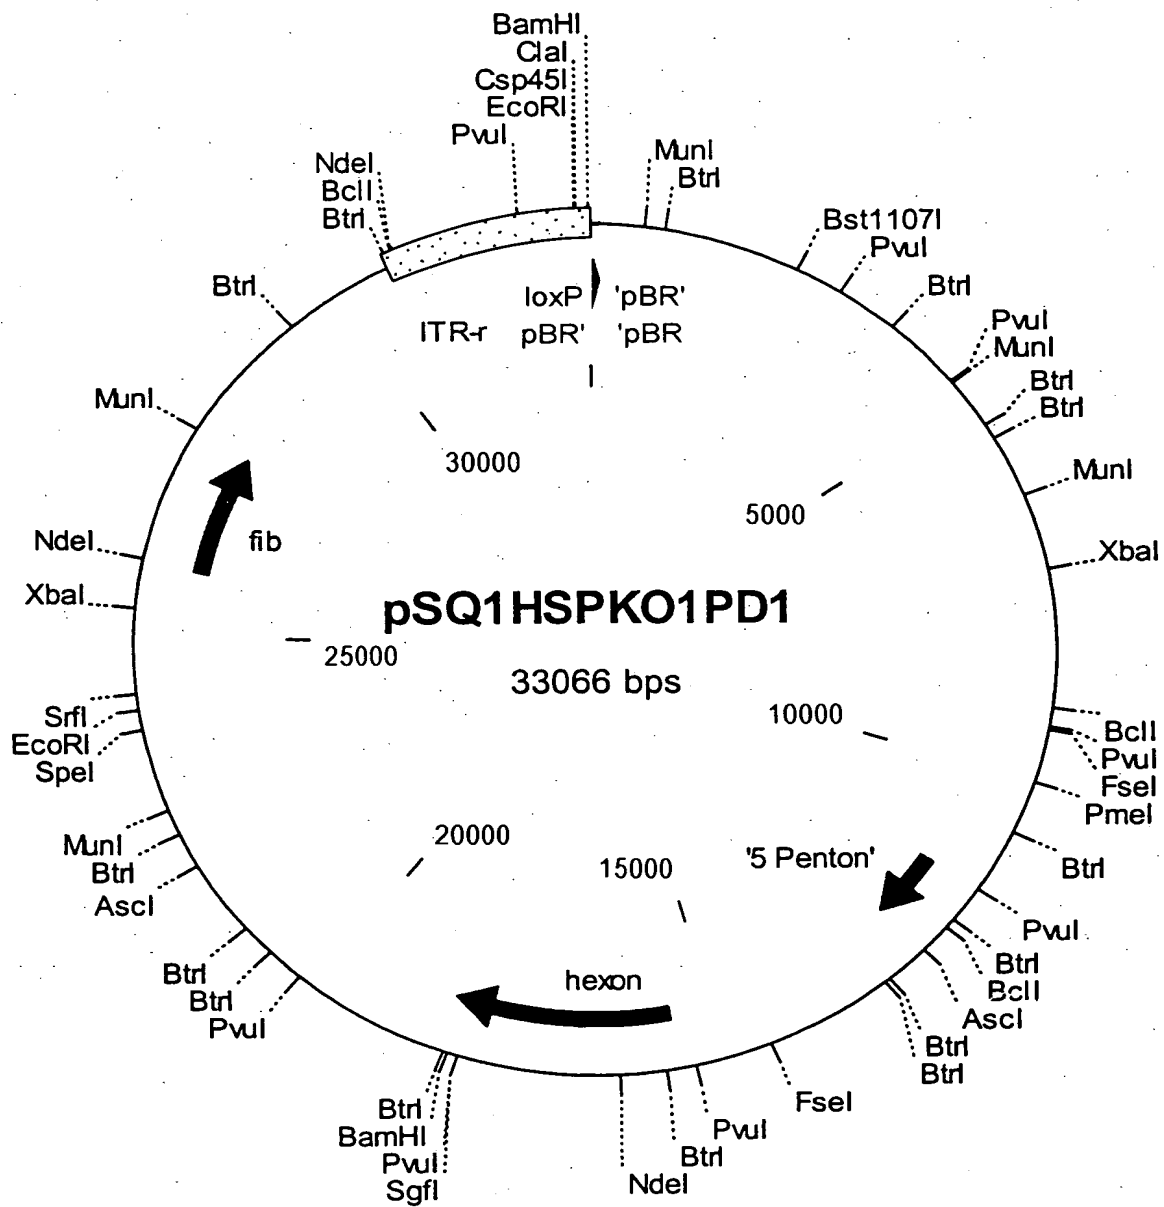 BamHI
ClaI
Csp45I
EcoRI
PvuI
NdeI
BclI
BtrI
MunI
BtrI
Bst1107I
PvuI
BtrI
PvuI
MunI
BtrI
BtrI
MunI
XbaI
BclI
PvuI
FseI
PmeI
BtrI
PvuI
BtrI
BclI
AscI
BtrI
BtrI
FseI
PvuI
BtrI
NdeI
BtrI
BamHI
PvuI
SgfI
PvuI
BtrI
BtrI
AscI
BtrI
MunI
SpeI
EcoRI
SrfI
XbaI
NdeI
MunI
BtrI
loxP 'pBR'
ITR-r pBR' 'pBR
30000
5000
fib
pSQ1HSPKO1PD1
25000
33066 bps
10000
20000
15000
'5 Penton'
hexon